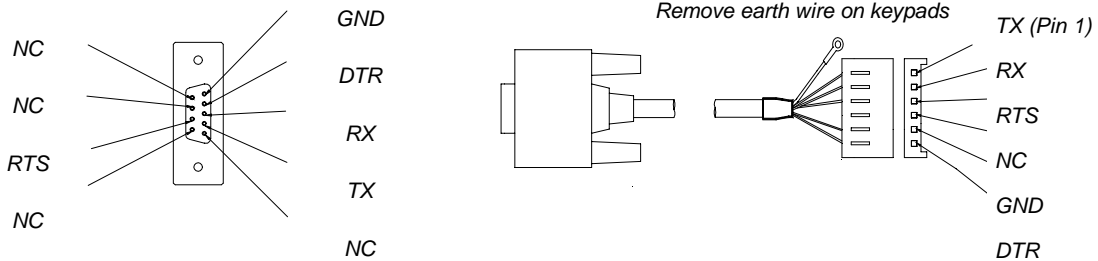 NC
NC
RTS
NC
GND
DTR
RX
TX
NC
Remove earth wire on keypads
TX (Pin 1)
RX
RTS
NC
GND
DTR